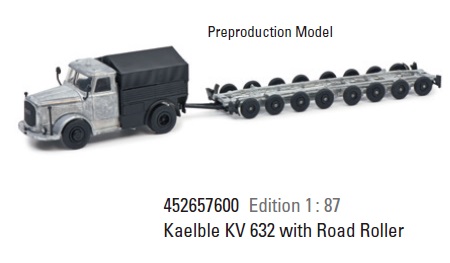 Preproduction Model
452657600 Edition 1:87
Kaelble KV 632 with Road Roller